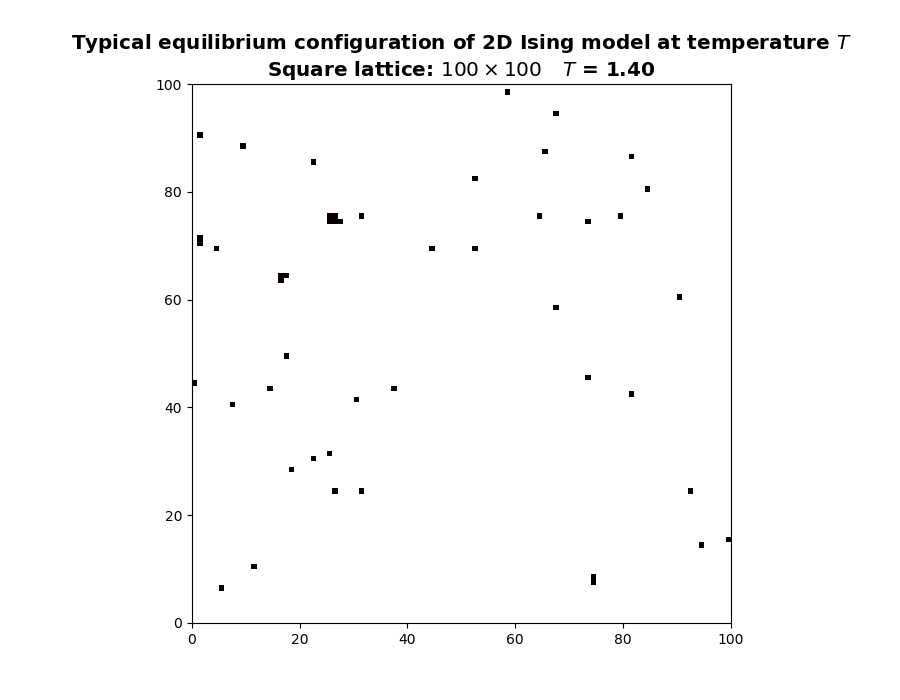 Typical equilibrium configuration of 2D Ising model at temperature T
Square lattice: 100 × 100 T = 1.40
100
80
60
40
20
0
0 20 40 60 80 100